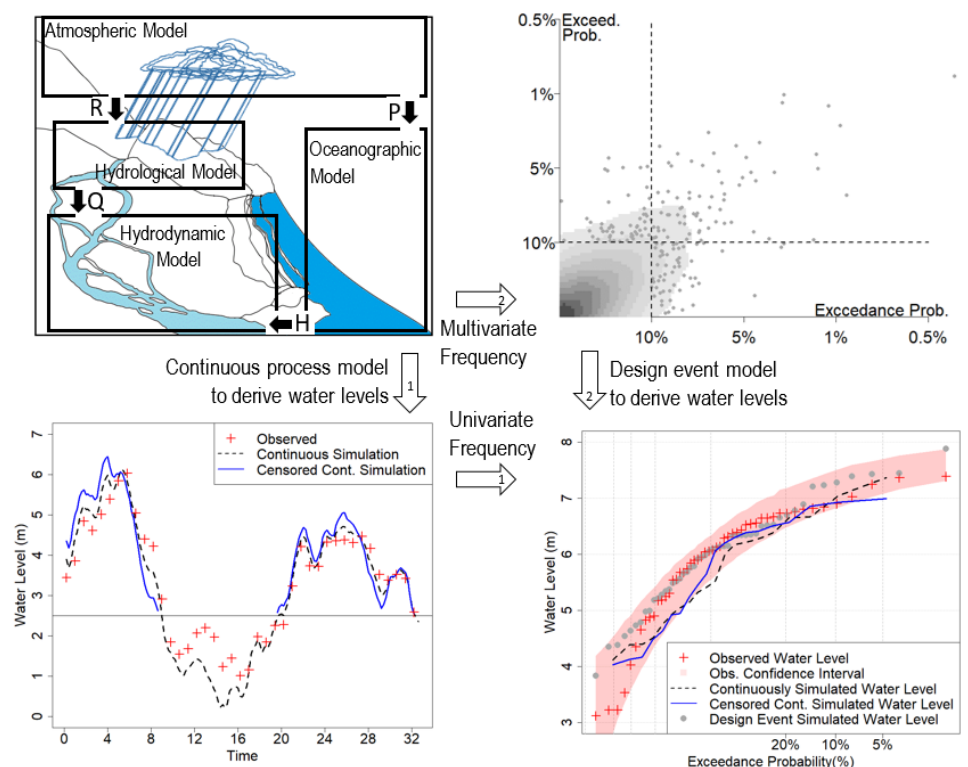 Atmospheric Model
R
P
Hydrological Model
Oceanographic
Model
Q
Hydrodynamic
Model
H
0.5%
Exceed.
Prob.
1%
5%
10%
Exccedance Prob.
10%
5%
1%
0.5%
2
Multivariate
Frequency
Continuous process model
to derive water levels
1
2
Design event model
to derive water levels
Univariate
Frequency
1
Water Level (m)
7
6
5
4
3
2
1
0
Observed
Continuous Simulation
Censored Cont. Simulation
0
4
8
12
16
20
24
28
32
Time
Water Level (m)
8
7
6
5
4
3
Observed Water Level
Obs. Confidence Interval
Continuously Simulated Water Level
Censored Cont. Simulated Water Level
Design Event Simulated Water Level
20%
10%
5%
Exceedance Probability(%)